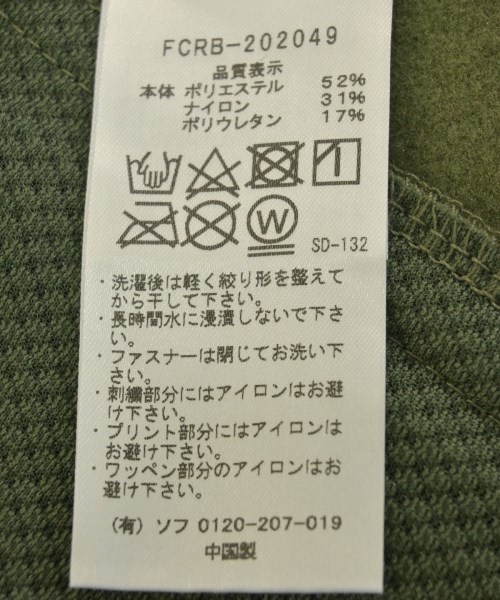 FCRB-202049
品質表示
本体 ポリエステル 52%
ナイロン 31%
ポリウレタン 17%
W
SD-132
・洗濯後は軽く絞り形を整えて
から干して下さい。
・長時間水に浸漬しないで下さ
い。
・ファスナーは閉じてお洗い下
さい。
・刺繍部分にはアイロンはお避
け下さい。
・プリント部分にはアイロンは
お避け下さい。
・ワッペン部分のアイロンはお
避け下さい。
(有) ソフ 0120-207-019
中国製